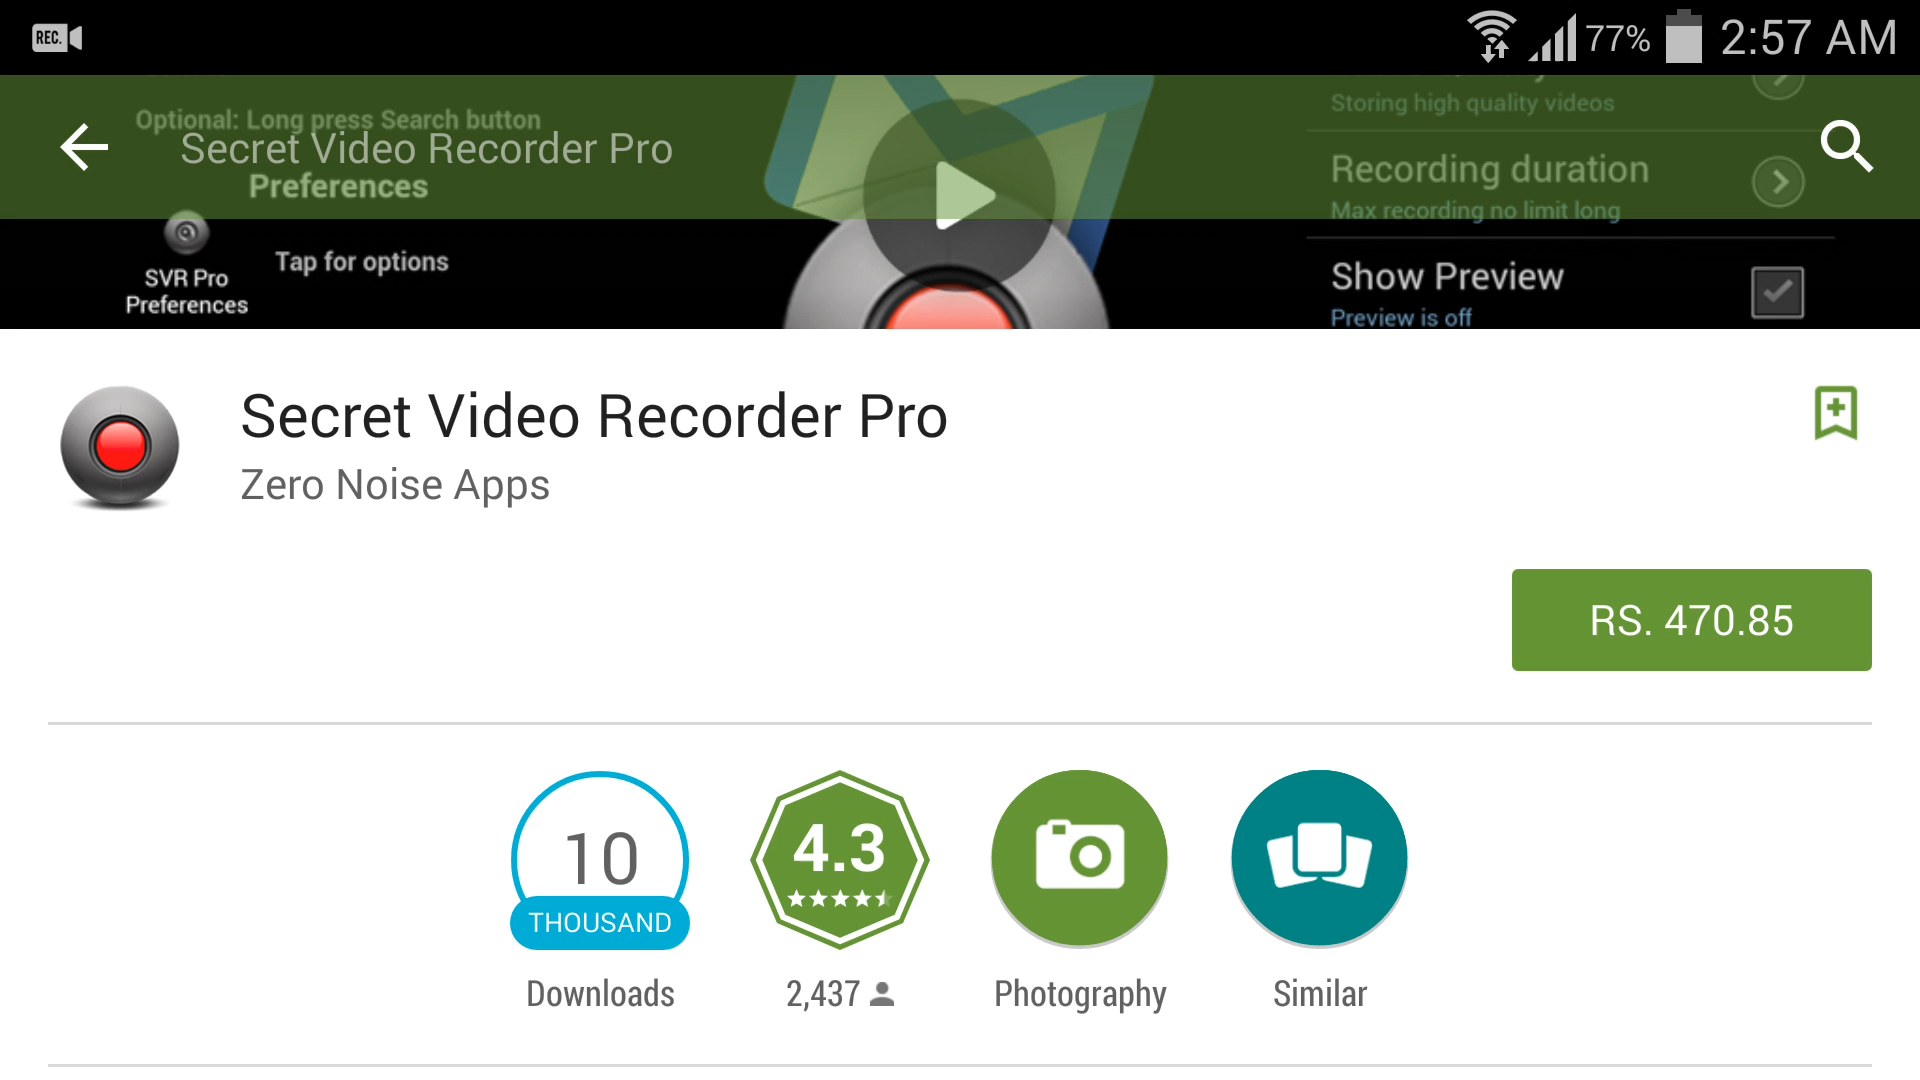 REC.
77% 2:57 AM
Optional: Long press Search button
Secret Video Recorder Pro
Preferences
SVR Pro
Preferences
Tap for options
Storing high quality videos
Recording duration
Max recording no limit long
Show Preview
Preview is off
Secret Video Recorder Pro
Zero Noise Apps
RS. 470.85
10
THOUSAND
Downloads
4.3
2,437
Photography
Similar